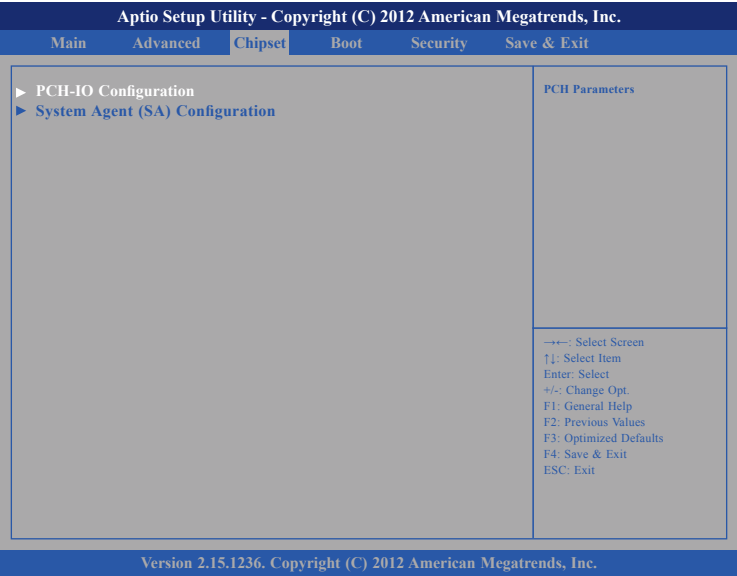 Aptio Setup Utility - Copyright (C) 2012 American Megatrends, Inc.
Main Advanced Chipset Boot Security Save & Exit
► PCH-IO Configuration
► System Agent (SA) Configuration
PCH Parameters
→←: Select Screen
↑↓: Select Item
Enter: Select
+/-: Change Opt.
F1: General Help
F2: Previous Values
F3: Optimized Defaults
F4: Save & Exit
ESC: Exit
Version 2.15.1236. Copyright (C) 2012 American Megatrends, Inc.